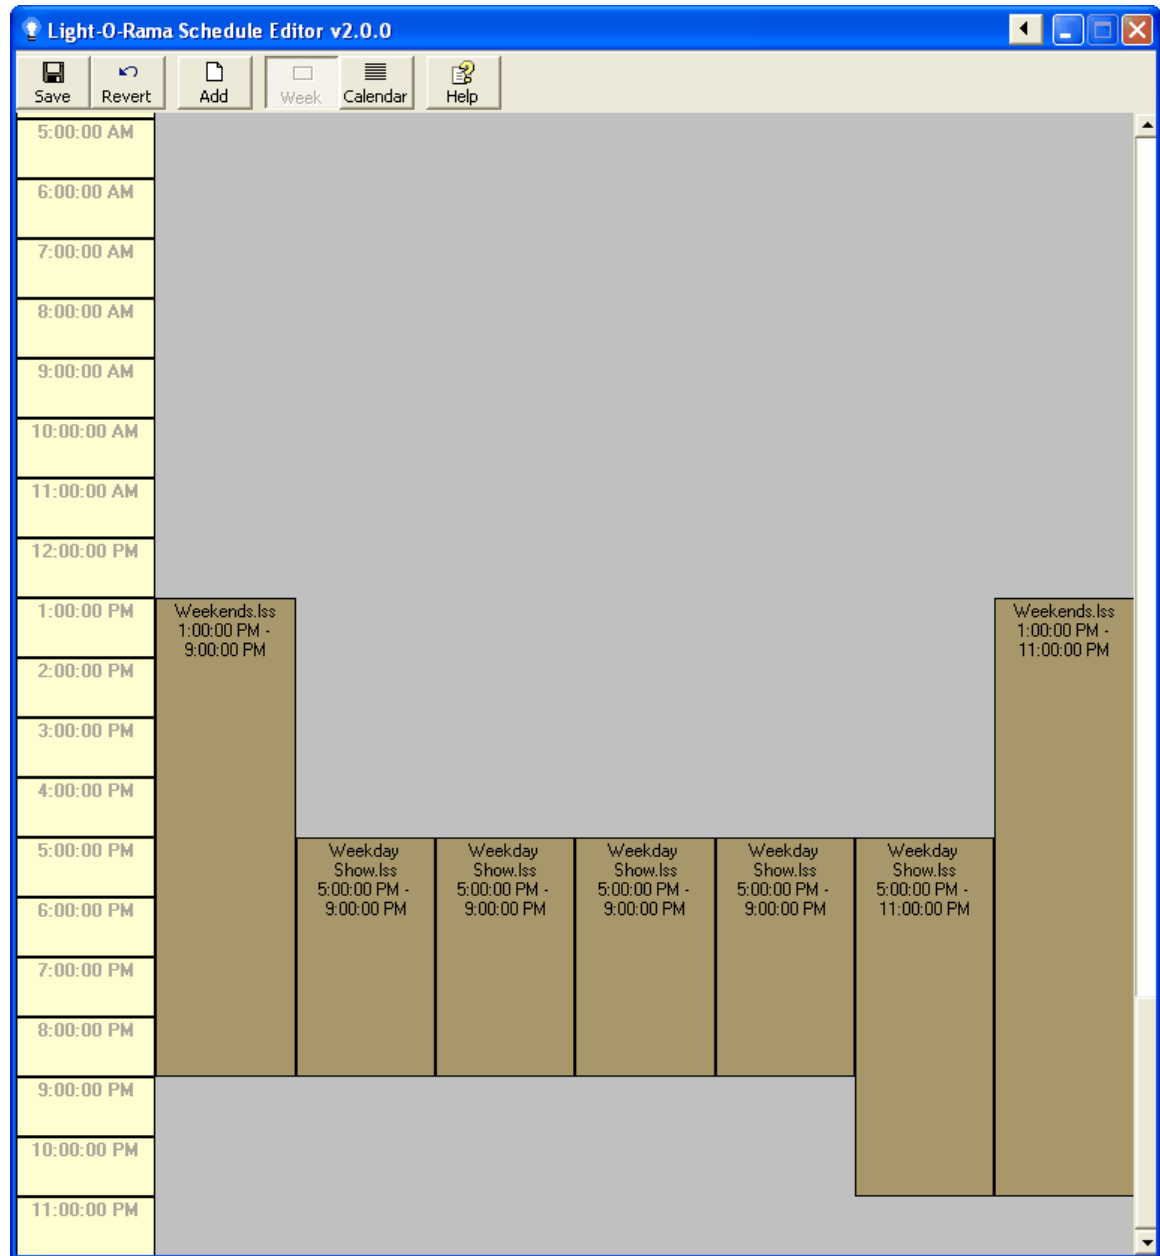 Light-O-Rama Schedule Editor v2.0.0
Save Revert Add Week Calendar Help
5:00:00 AM
6:00:00 AM
7:00:00 AM
8:00:00 AM
9:00:00 AM
10:00:00 AM
11:00:00 AM
12:00:00 PM
1:00:00 PM
2:00:00 PM
3:00:00 PM
4:00:00 PM
5:00:00 PM
6:00:00 PM
7:00:00 PM
8:00:00 PM
9:00:00 PM
10:00:00 PM
11:00:00 PM
Weekends.lss
1:00:00 PM -
9:00:00 PM
Weekday
Show.lss
5:00:00 PM -
9:00:00 PM
Weekday
Show.lss
5:00:00 PM -
9:00:00 PM
Weekday
Show.lss
5:00:00 PM -
9:00:00 PM
Weekday
Show.lss
5:00:00 PM -
9:00:00 PM
Weekday
Show.lss
5:00:00 PM -
11:00:00 PM
Weekends.lss
1:00:00 PM -
11:00:00 PM